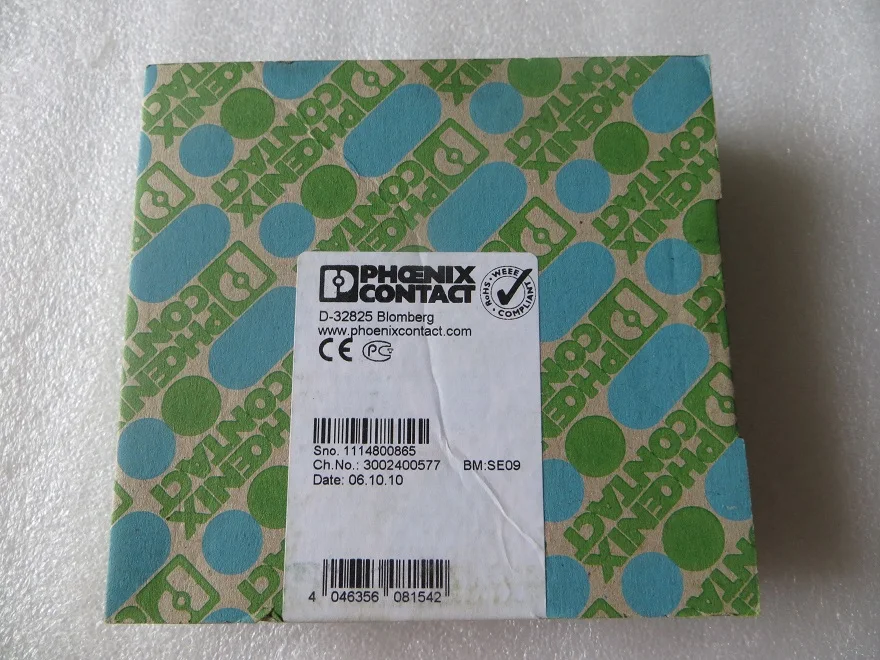 PHŒNIX
CONTACT
WEEE
RoHS
COMPLIANT
D-32825 Blomberg
www.phoenixcontact.com
CE
Sno. 1114800865
Ch.No.: 3002400577 BM:SE09
Date: 06.10.10
4 046356 081542